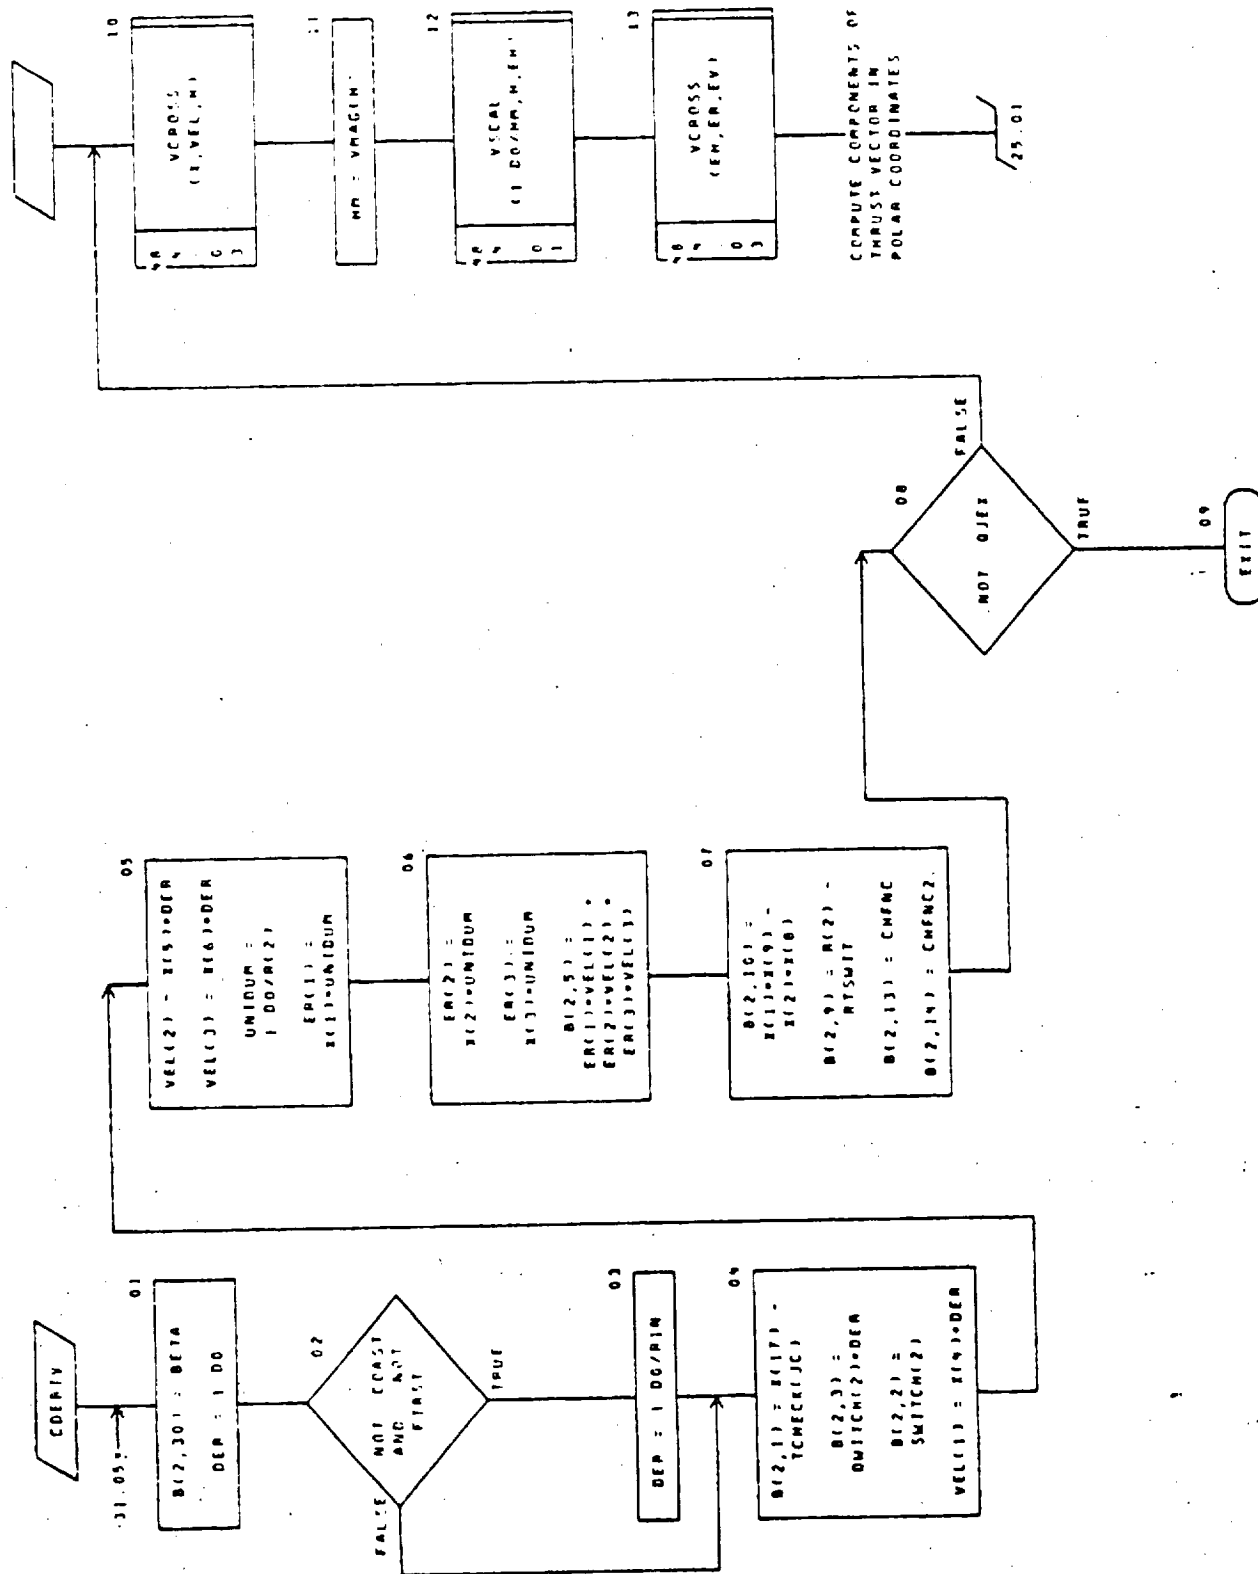 CDERIV
31.05
01
B(2,30) = BETA
DER = 1 DO
02
NOT COAST
AND NOT
FIRST
FALSE
TRUE
03
DER = 1 DO/RIN
04
B(2,1) = X(17) -
TCHECK(JC)
B(2,3) =
DWITCH(2)*DER
B(2,2) =
SWITCH(2)
VEL(1) = X(4)*DER
05
VEL(2) = X(5)*DER
VEL(3) = X(6)*DER
UNIDUM =
1 DO/R(2)
ER(1) =
X(1)*UNIDUM
06
ER(2) =
X(2)*UNIDUM
ER(3) =
X(3)*UNIDUM
B(2,5) =
ER(1)*VEL(1) +
ER(2)*VEL(2) +
ER(3)*VEL(3)
07
B(2,10) =
X(1)*X(9) -
X(2)*X(8)
B(2,9) = R(2) -
RTSWIT
B(2,13) = CHFNC
B(2,14) = CHFNC2
08
NOT QJEX
FALSE
TRUE
09
EXIT
10
VCROSS
(X,VEL,H)
11
HM = VMAG(H)
12
VSCAL
(1 DO/HM,H,EH)
13
VCROSS
(EH,ER,EV)
COMPUTE COMPONENTS OF
THRUST VECTOR IN
POLAR COORDINATES
25.01